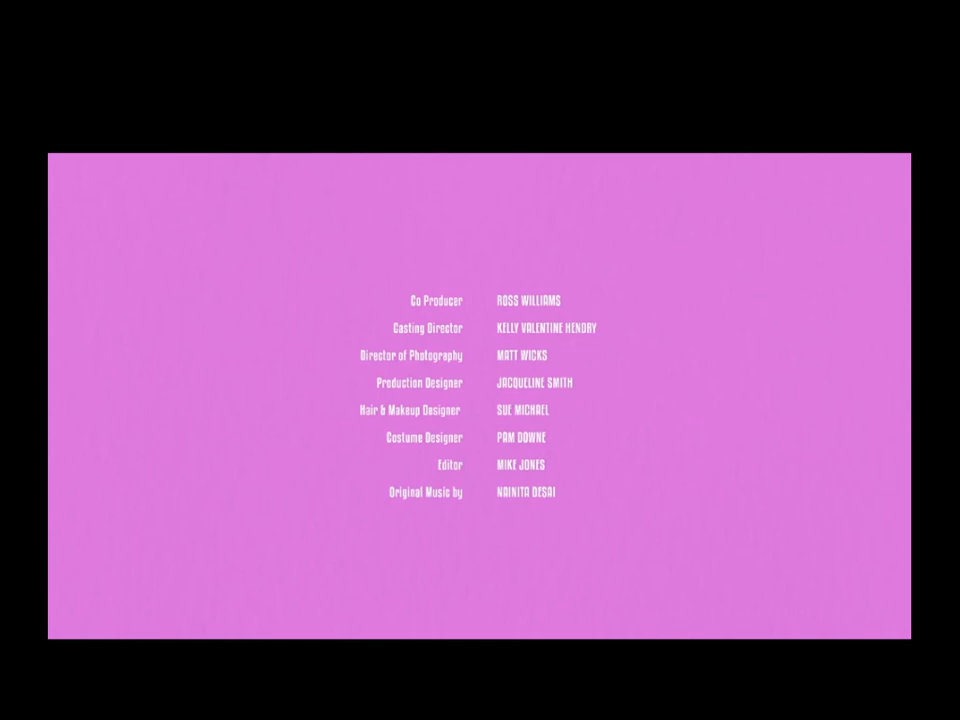 Co Producer ROSS WILLIAMS
Casting Director KELLY VALENTINE HENDRY
Director of Photography MATT WICKS
Production Designer JACQUELINE SMITH
Hair & Makeup Designer SUE MICHAEL
Costume Designer PAM DOWNE
Editor MIKE JONES
Original Music by NAINITA DESAI